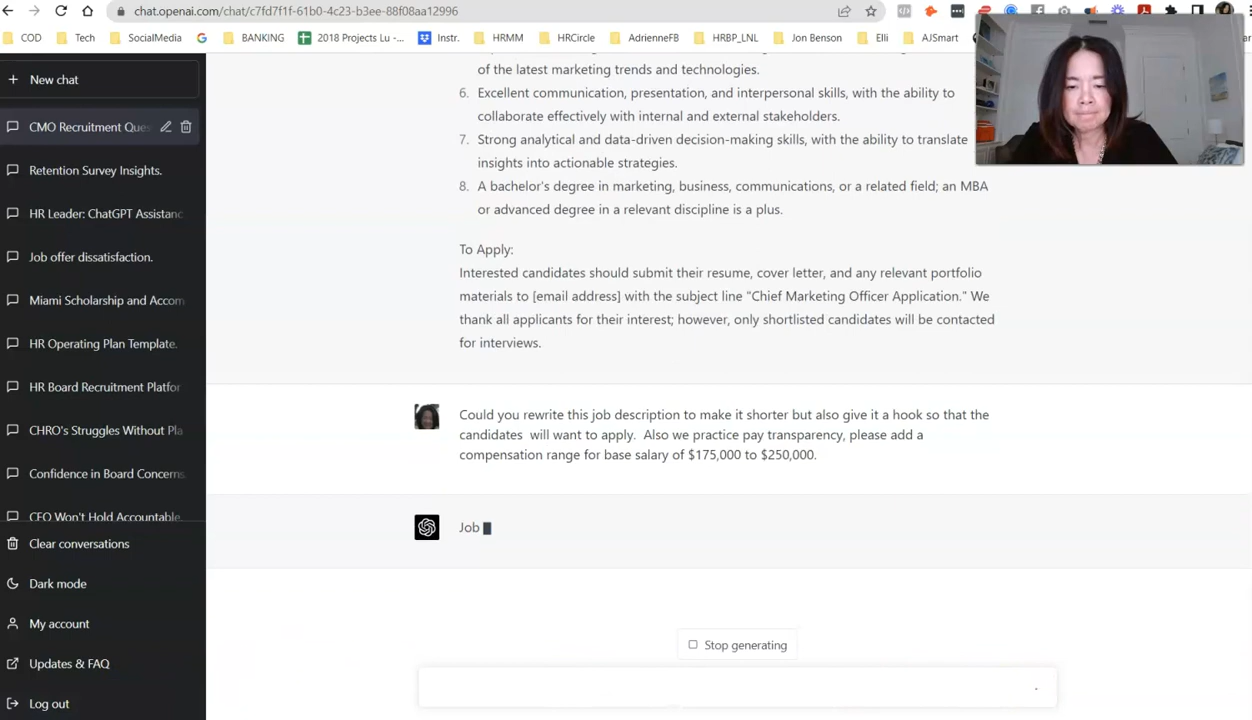 chat.openai.com/chat/c7fd7f1f-61b0-4c23-b3ee-88f08aa12996
COD Tech SocialMedia BANKING 2018 Projects Lu -... Instr. HRMM HRCircle AdrienneFB HRBP_LNL Jon Benson Elli AJSmart
+ New chat
CMO Recruitment Ques
Retention Survey Insights.
HR Leader: ChatGPT Assistanc
Job offer dissatisfaction.
Miami Scholarship and Accom
HR Operating Plan Template.
HR Board Recruitment Platfor
CHRO's Struggles Without Pla
Confidence in Board Concerns.
CEO Won't Hold Accountable.
Clear conversations
Dark mode
My account
Updates & FAQ
Log out
of the latest marketing trends and technologies.
6. Excellent communication, presentation, and interpersonal skills, with the ability to
collaborate effectively with internal and external stakeholders.
7. Strong analytical and data-driven decision-making skills, with the ability to translate
insights into actionable strategies.
8. A bachelor's degree in marketing, business, communications, or a related field; an MBA
or advanced degree in a relevant discipline is a plus.
To Apply:
Interested candidates should submit their resume, cover letter, and any relevant portfolio
materials to [email address] with the subject line "Chief Marketing Officer Application." We
thank all applicants for their interest; however, only shortlisted candidates will be contacted
for interviews.
Could you rewrite this job description to make it shorter but also give it a hook so that the
candidates will want to apply. Also we practice pay transparency, please add a
compensation range for base salary of $175,000 to $250,000.
Job
Stop generating